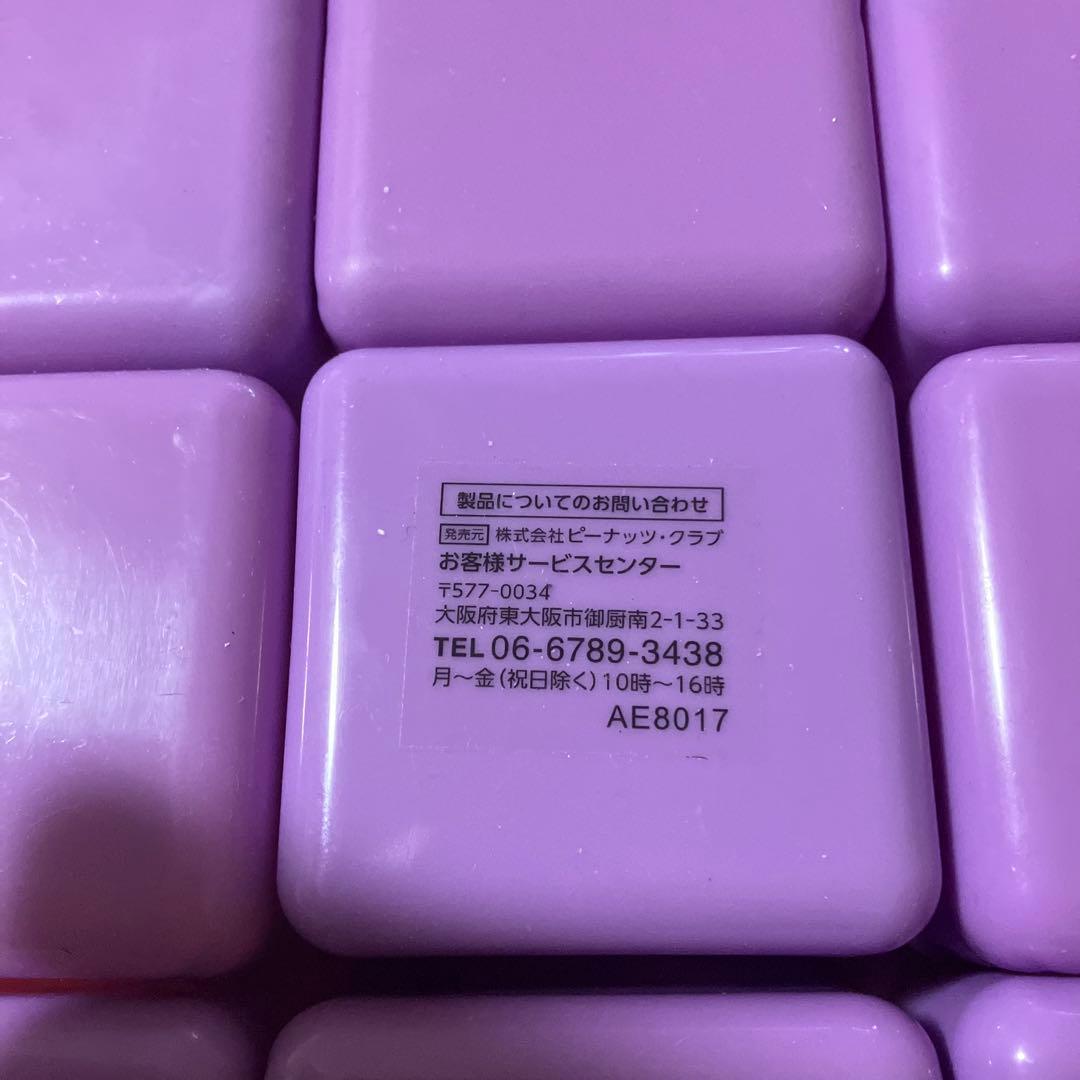 製品についてのお問い合わせ
発売元 株式会社ピーナッツ・クラブ
お客様サービスセンター
〒577-0034
大阪府東大阪市御厨南2-1-33
TEL 06-6789-3438
月～金(祝日除く)10時～16時
AE8017